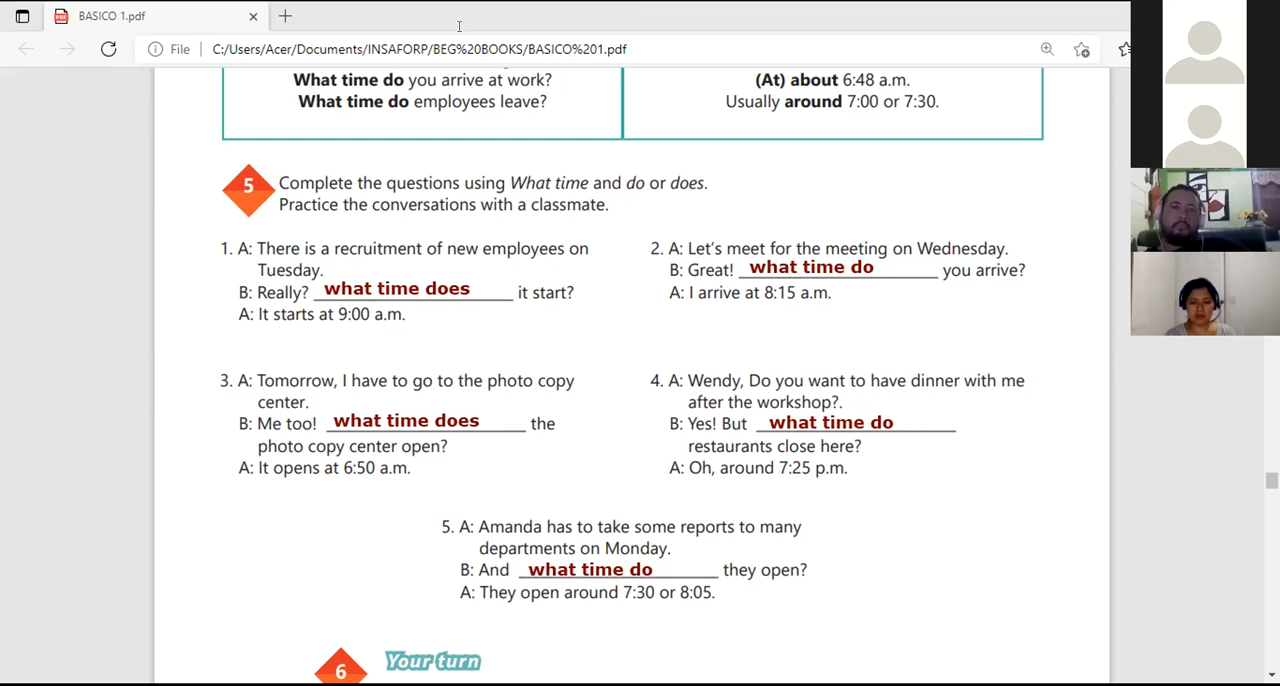 BASICO 1.pdf
File
C:/Users/Acer/Documents/INSAFORP/BEG%20BOOKS/BASICO%201.pdf
What time do you arrive at work?
What time do employees leave?
(At) about 6:48 a.m.
Usually around 7:00 or 7:30.
5
Complete the questions using What time and do or does.
Practice the conversations with a classmate.
1. A: There is a recruitment of new employees on
Tuesday.
B: Really? what time does it start?
A: It starts at 9:00 a.m.
2. A: Let's meet for the meeting on Wednesday.
B: Great! what time do you arrive?
A: I arrive at 8:15 a.m.
3. A: Tomorrow, I have to go to the photo copy
center.
B: Me too! what time does the
photo copy center open?
A: It opens at 6:50 a.m.
4. A: Wendy, Do you want to have dinner with me
after the workshop?.
B: Yes! But what time do
restaurants close here?
A: Oh, around 7:25 p.m.
5. A: Amanda has to take some reports to many
departments on Monday.
B: And what time do they open?
A: They open around 7:30 or 8:05.
6
Your turn